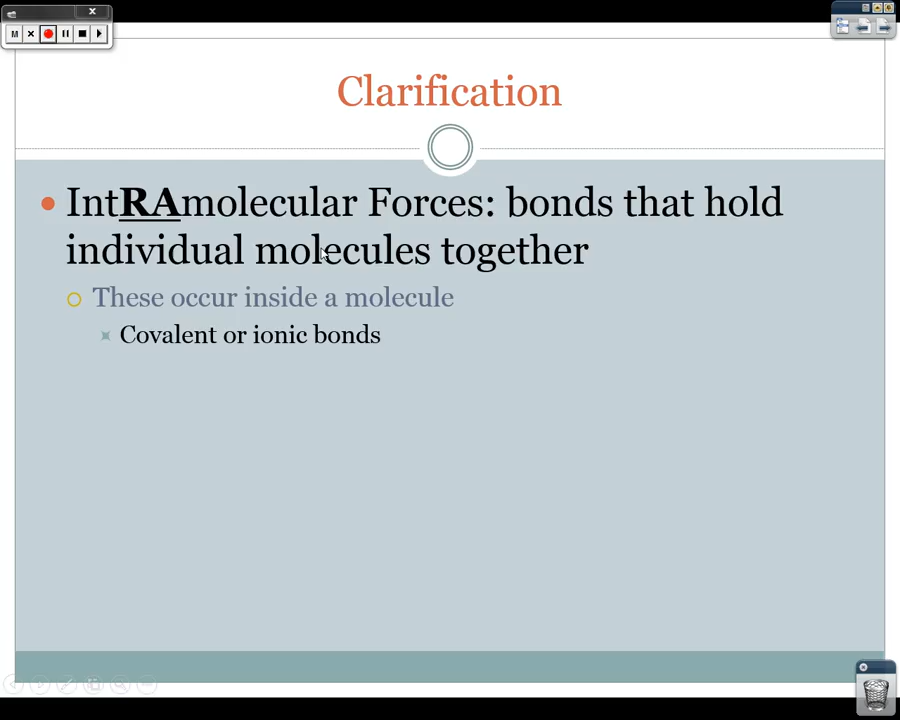 M
Clarification
IntRAmolecular Forces: bonds that hold
individual molecules together
These occur inside a molecule
Covalent or ionic bonds